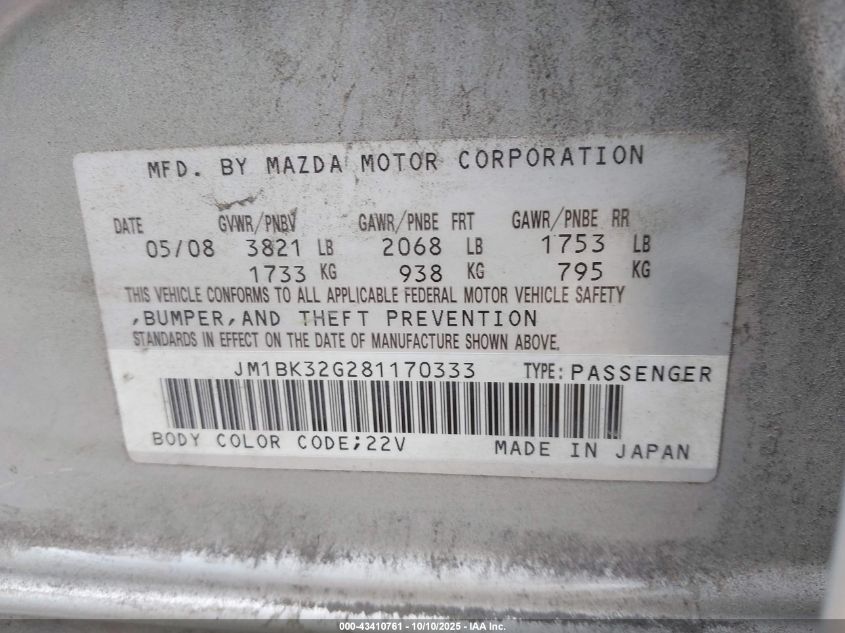 MFD. BY MAZDA MOTOR CORPORATION
DATE GVWR/PNBV GAWR/PNBE FRT GAWR/PNBE RR
05/08 3821 LB 2068 LB 1753 LB
1733 KG 938 KG 795 KG
THIS VEHICLE CONFORMS TO ALL APPLICABLE FEDERAL MOTOR VEHICLE SAFETY
,BUMPER,AND THEFT PREVENTION
STANDARDS IN EFFECT ON THE DATE OF MANUFACTURE SHOWN ABOVE.
JM1BK32G281170333 TYPE: PASSENGER
BODY COLOR CODE;22V MADE IN JAPAN
000-43410761 - 10/10/2025 - IAA Inc.